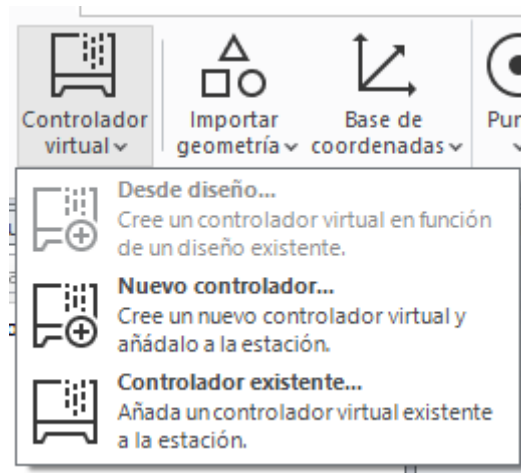 Controlador
virtual
Importar
geometría
Base de
coordenadas
Desde diseño...
Cree un controlador virtual en función
de un diseño existente.
Nuevo controlador...
Cree un nuevo controlador virtual y
añádalo a la estación.
Controlador existente...
Añada un controlador virtual existente
a la estación.